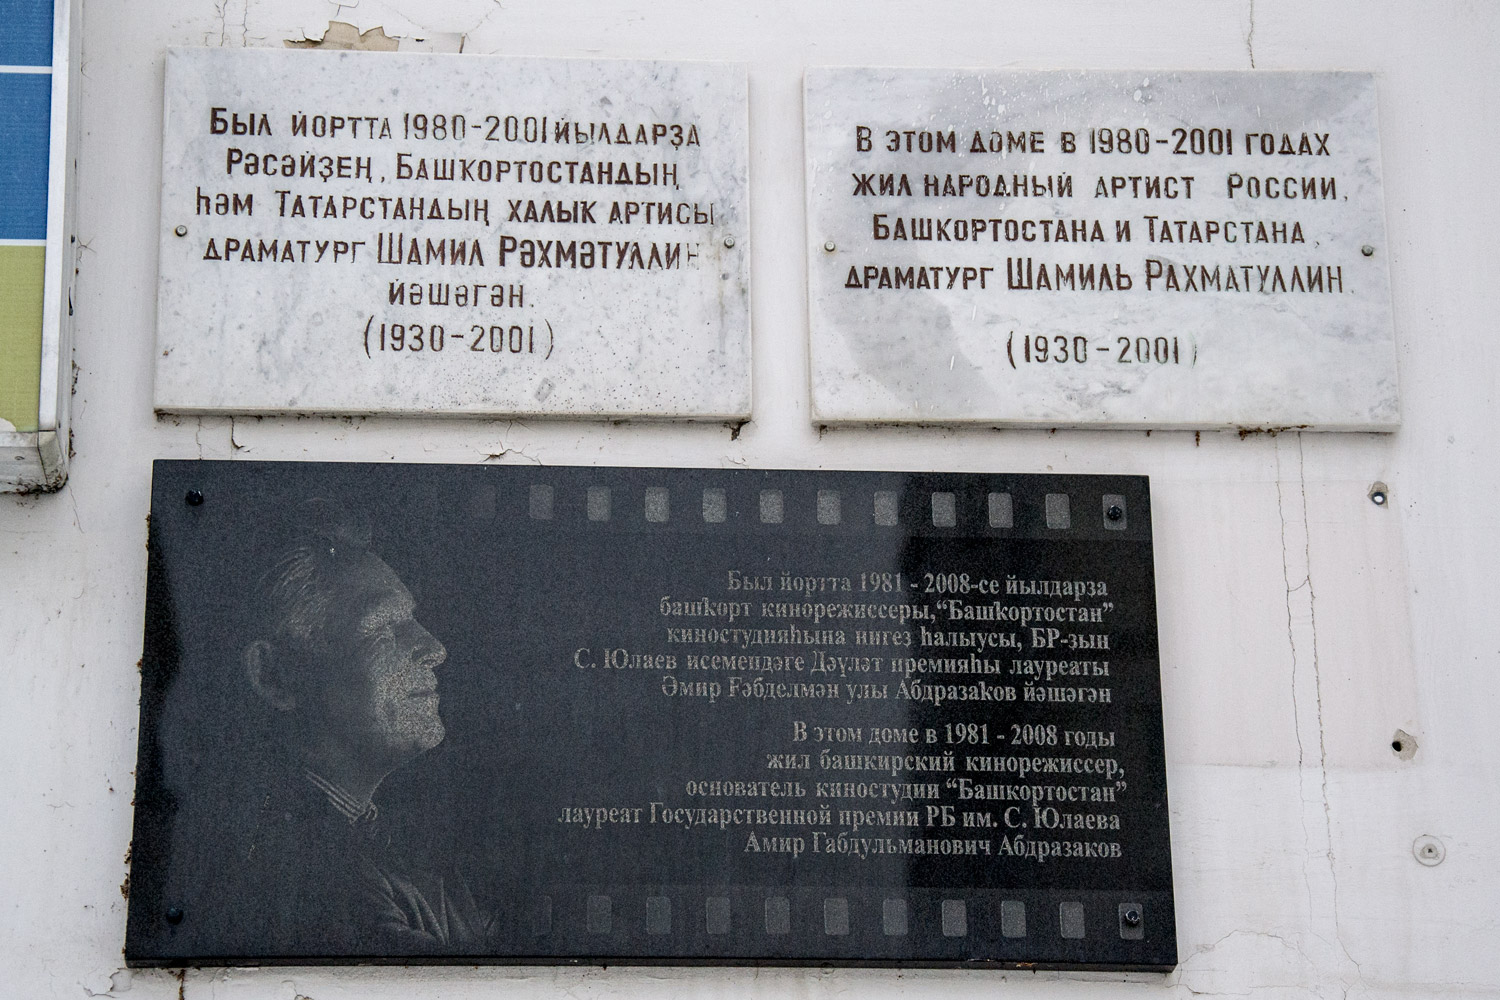 Был йортта 1980-2001 йылдарҙа
Рәсәйҙең, Башкортостандың
һәм Татарстандың халык артисы
драматург Шамил Рәхмәтуллин
йәшәгән.
(1930-2001)
В этом доме в 1980-2001 годах
жил народный артист России,
Башкортостана и Татарстана,
драматург Шамиль Рахматуллин.
(1930-2001)
Был йортта 1981 - 2008-се йылдарҙа
башҡорт кинорежиссеры, "Башҡортостан"
киностудияһына нигеҙ һалыусы, БР-ҙың
С. Юлаев исемендәге Дәүләт премияһы лауреаты
Әмир Ғәбделмән улы Абдразаҡов йәшәгән
В этом доме в 1981 - 2008 годы
жил башкирский кинорежиссер,
основатель киностудии "Башкортостан"
лауреат Государственной премии РБ им. С. Юлаева
Амир Габдульманович Абдразаков